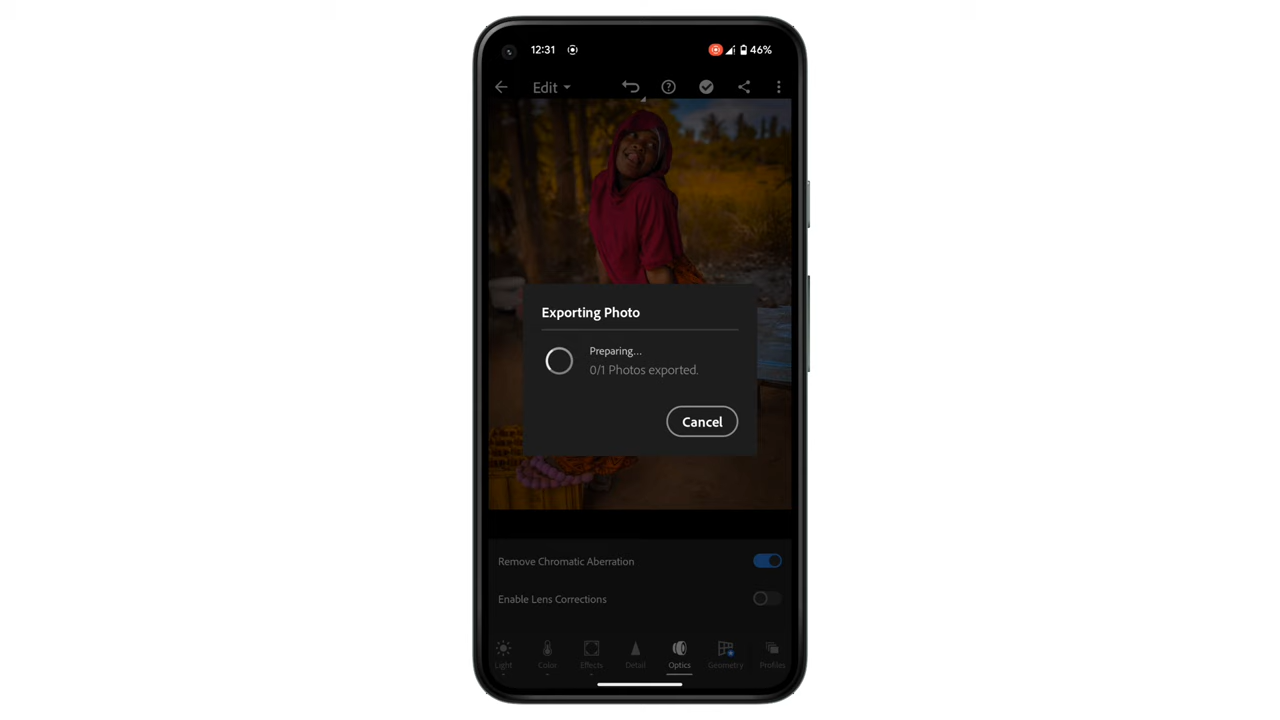 12:31
46%
Edit
Exporting Photo
Preparing...
0/1 Photos exported.
Cancel
Remove Chromatic Aberration
Enable Lens Corrections
Light
Color
Effects
Detail
Optics
Geometry
Profiles